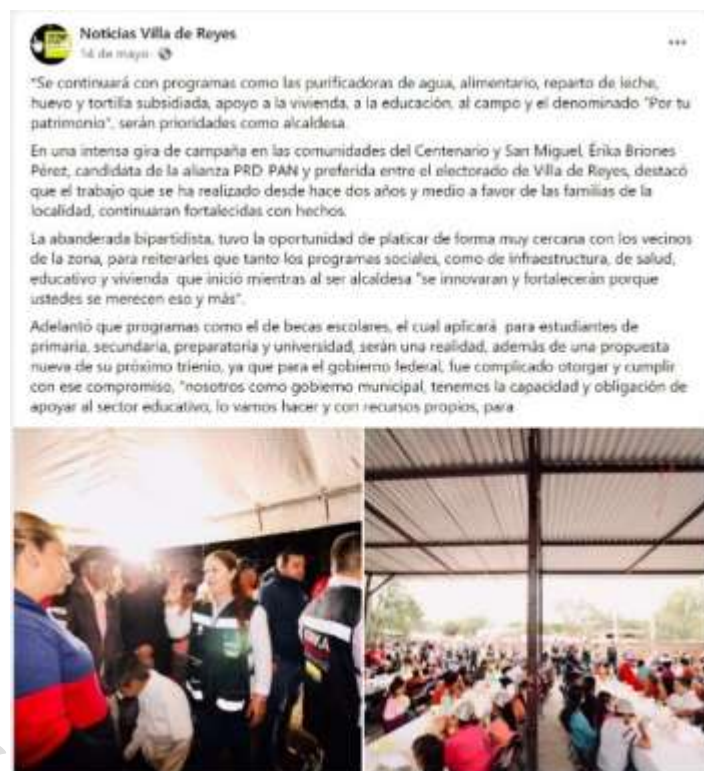 Noticias Villa de Reyes
14 de mayo
"Se continuará con programas como las purificadoras de agua, alimentario, reparto de leche,
huevo y tortilla subsidiada, apoyo a la vivienda, a la educación, al campo y el denominado "Por tu
patrimonio", serán prioridades como alcaldesa.
En una intensa gira de campaña en las comunidades del Centenario y San Miguel, Érika Briones
Pérez, candidata de la alianza PRD PAN y preferida entre el electorado de Villa de Reyes, destacó
que el trabajo que se ha realizado desde hace dos años y medio a favor de las familias de la
localidad, continuaran fortalecidas con hechos.
La abanderada bipartidista, tuvo la oportunidad de platicar de forma muy cercana con los vecinos
de la zona, para reiterarles que tanto los programas sociales, como de infraestructura, de salud,
educativo y vivienda que inició mientras al ser alcaldesa "se innovaran y fortalecerán porque
ustedes se merecen eso y más".
Adelantó que programas como el de becas escolares, el cual aplicará para estudiantes de
primaria, secundaria, preparatoria y universidad, serán una realidad, además de una propuesta
nueva de su próximo trienio, ya que para el gobierno federal, fue complicado otorgar y cumplir
con ese compromiso, "nosotros como gobierno municipal, tenemos la capacidad y obligación de
apoyar al sector educativo, lo vamos hacer y con recursos propios, para
ERIKA